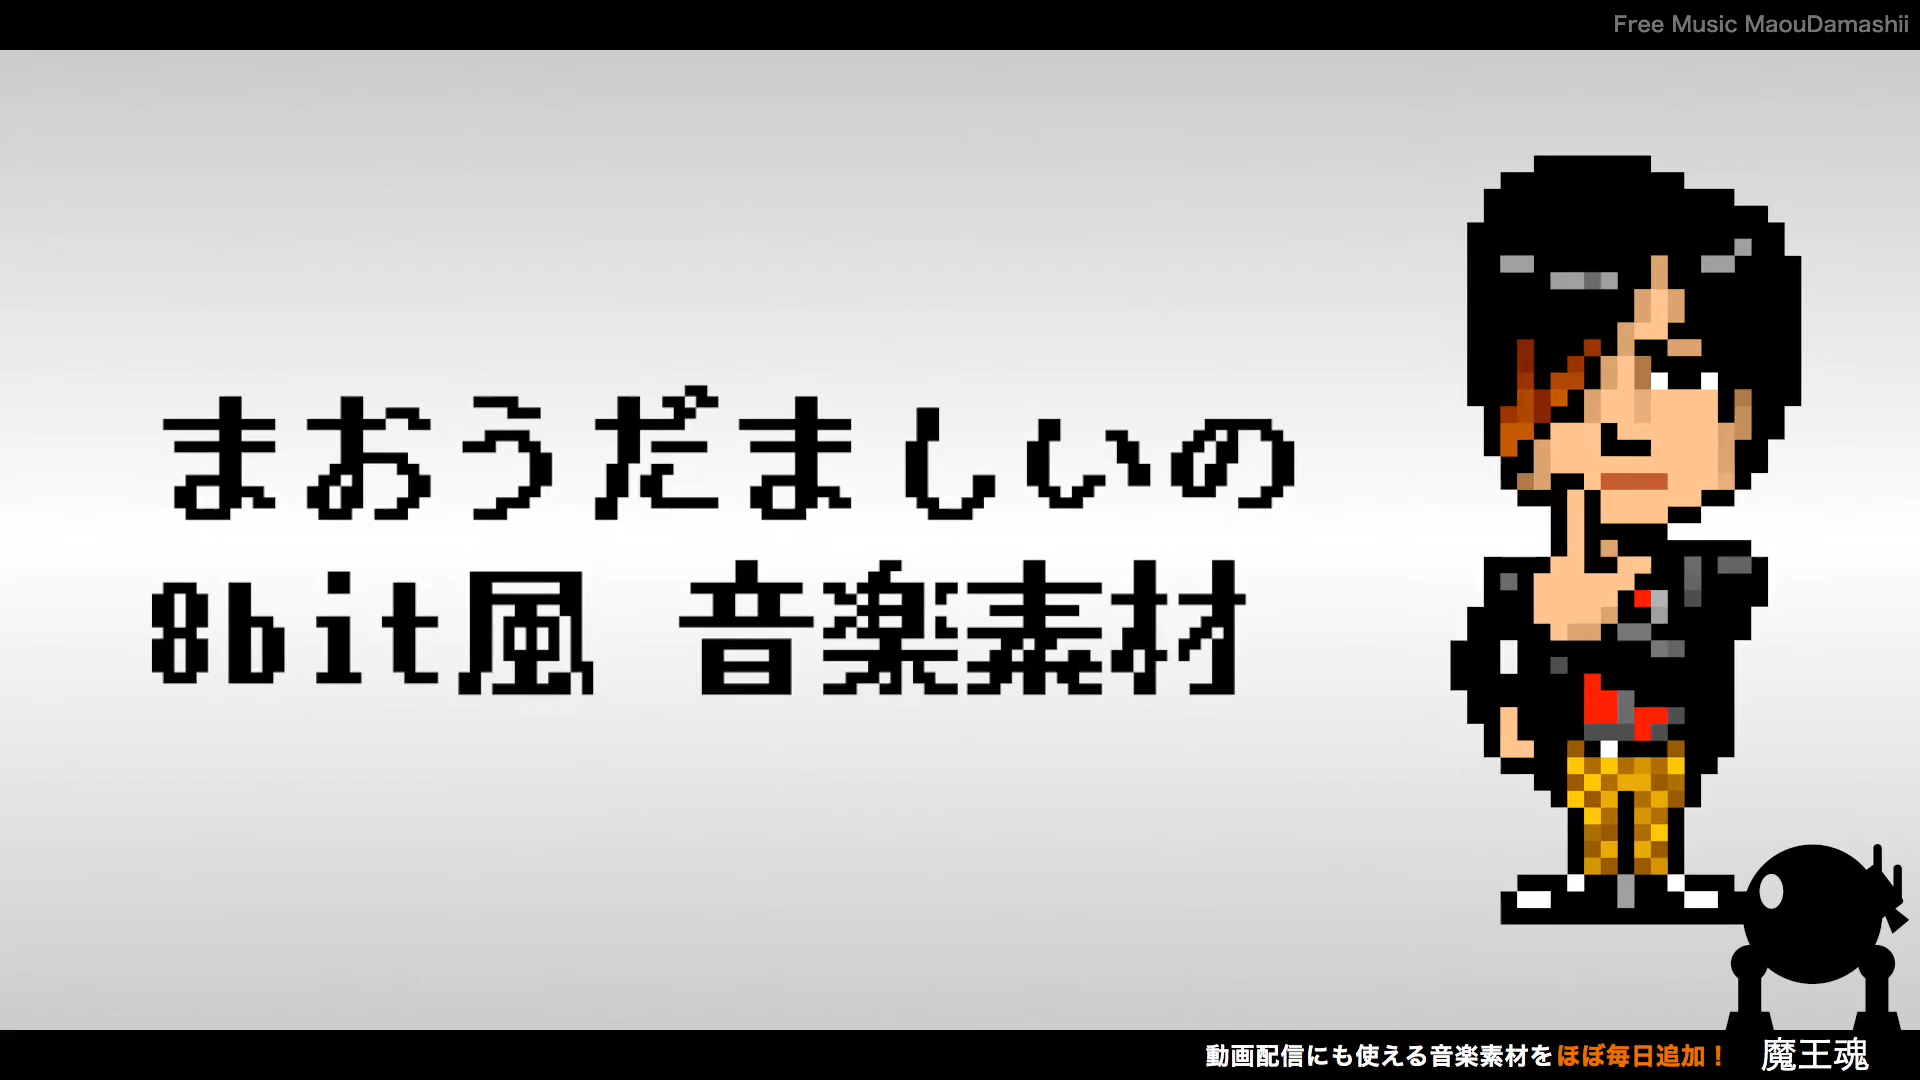 Free Music MaouDamashii
まおうだましいの
8bit風 音楽素材
動画配信にも使える音楽素材をほぼ毎日追加！
魔王魂